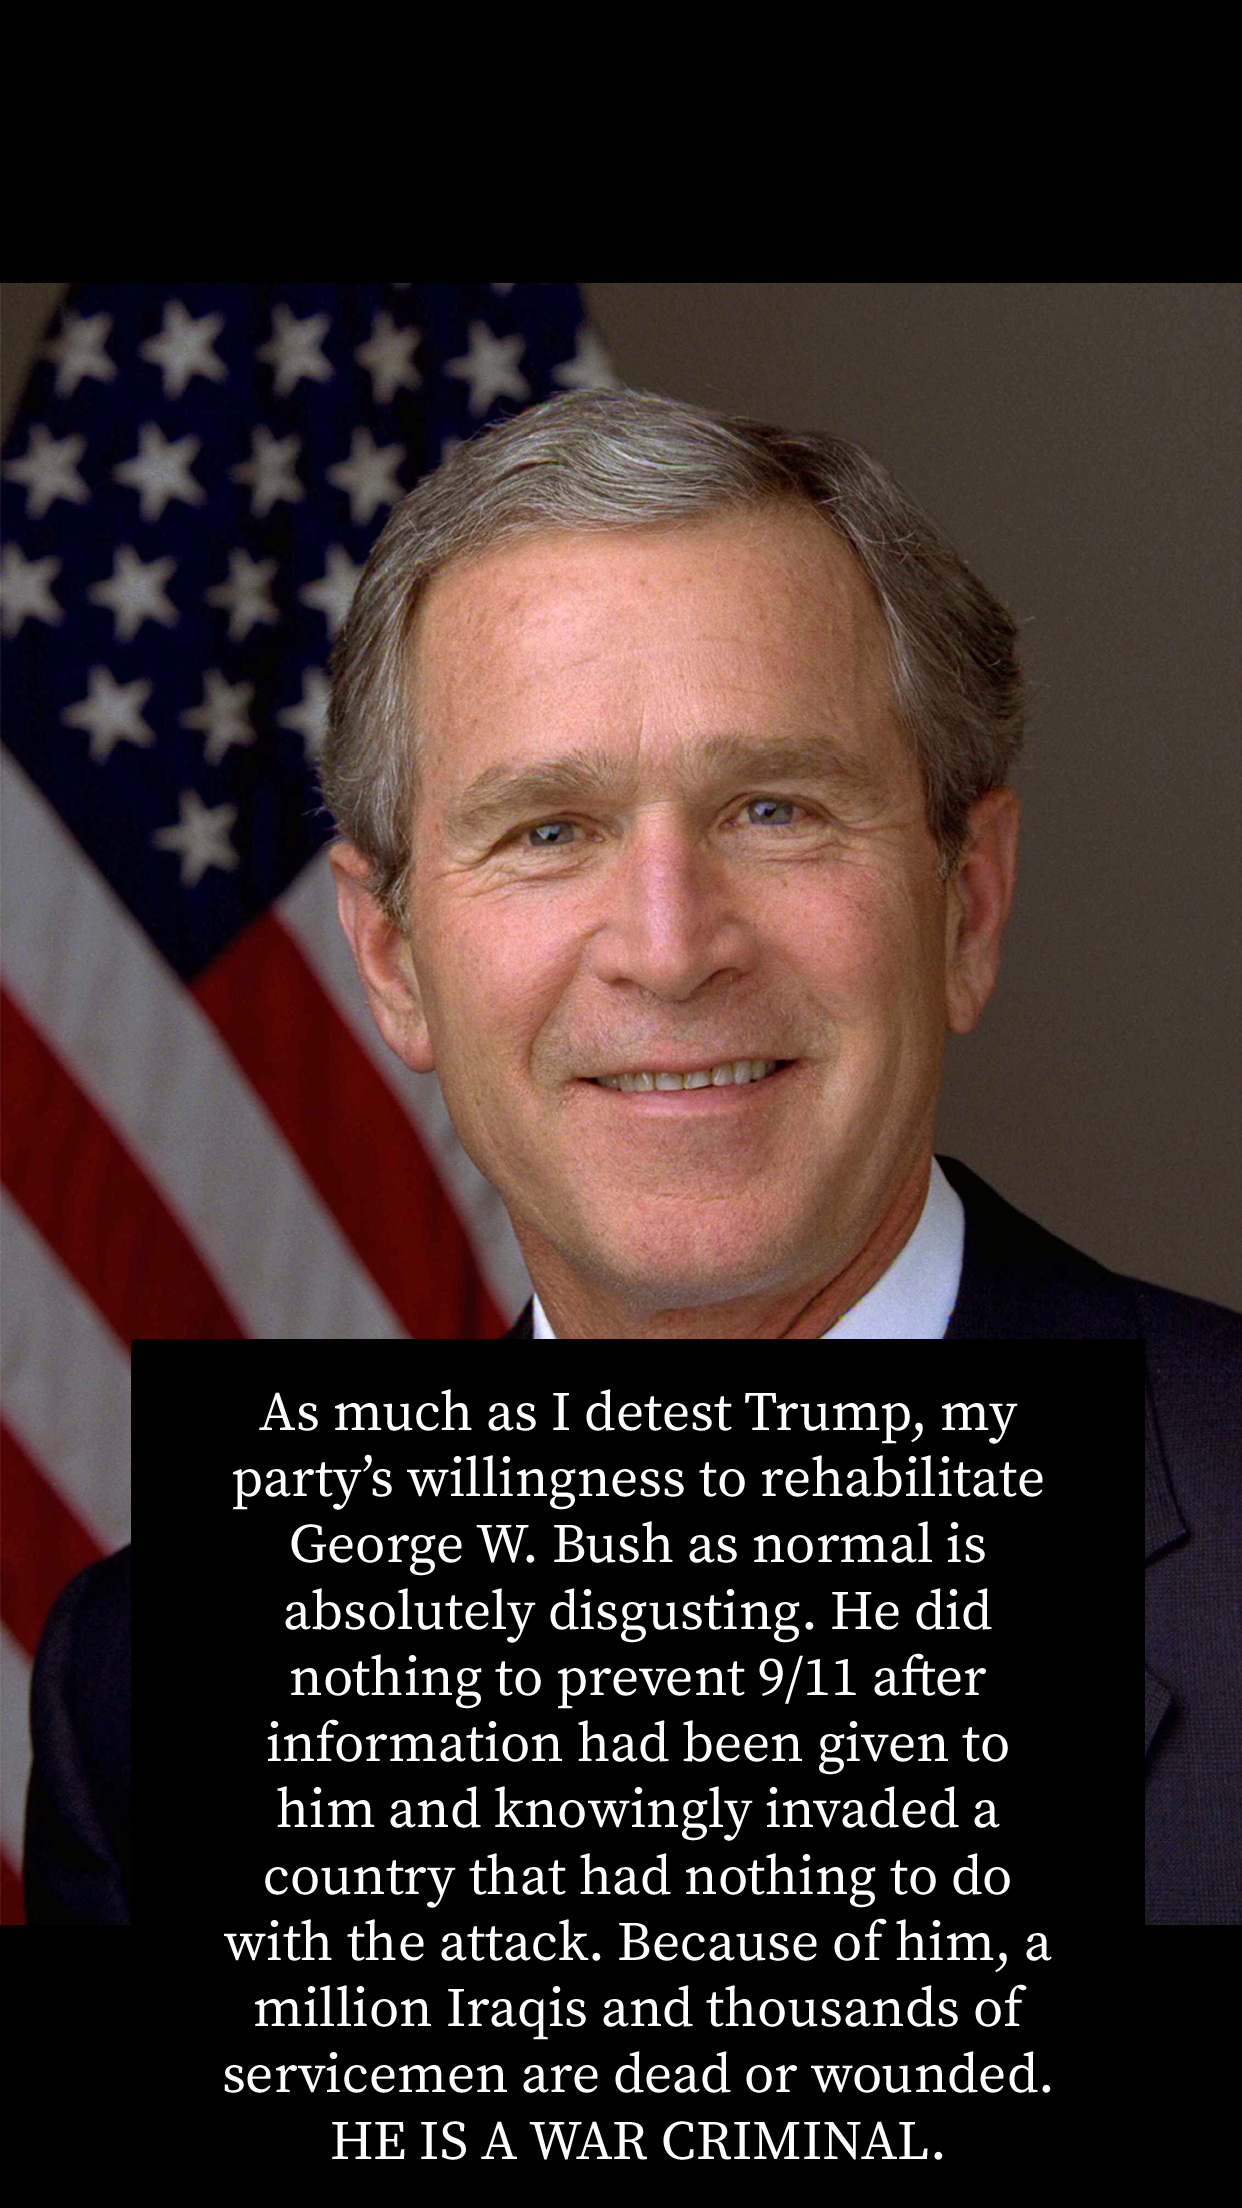 As much as I detest Trump, my
party’s willingness to rehabilitate
George W. Bush as normal is
absolutely disgusting. He did
nothing to prevent 9/11 after
information had been given to
him and knowingly invaded a
country that had nothing to do
with the attack. Because of him, a
million Iraqis and thousands of
servicemen are dead or wounded.
HE IS A WAR CRIMINAL.